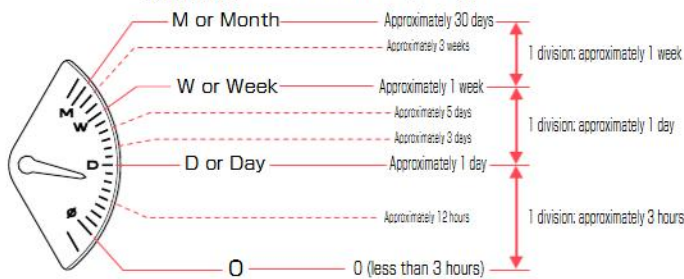 M or Month Approximately 30 days
Approximately 3 weeks
1 division: approximately 1 week
W or Week Approximately 1 week
Approximately 5 days
1 division: approximately 1 day
Approximately 3 days
D or Day Approximately 1 day
Approximately 12 hours
1 division: approximately 3 hours
0 0 (less than 3 hours)
M
W
D
ø